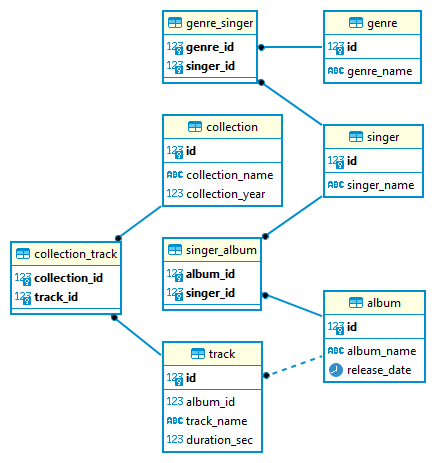 genre_singer
123 genre_id
123 singer_id
genre
123 id
ABC genre_name
collection
123 id
ABC collection_name
123 collection_year
singer
123 id
ABC singer_name
collection_track
123 collection_id
123 track_id
singer_album
123 album_id
123 singer_id
album
123 id
ABC album_name
release_date
track
123 id
123 album_id
ABC track_name
123 duration_sec